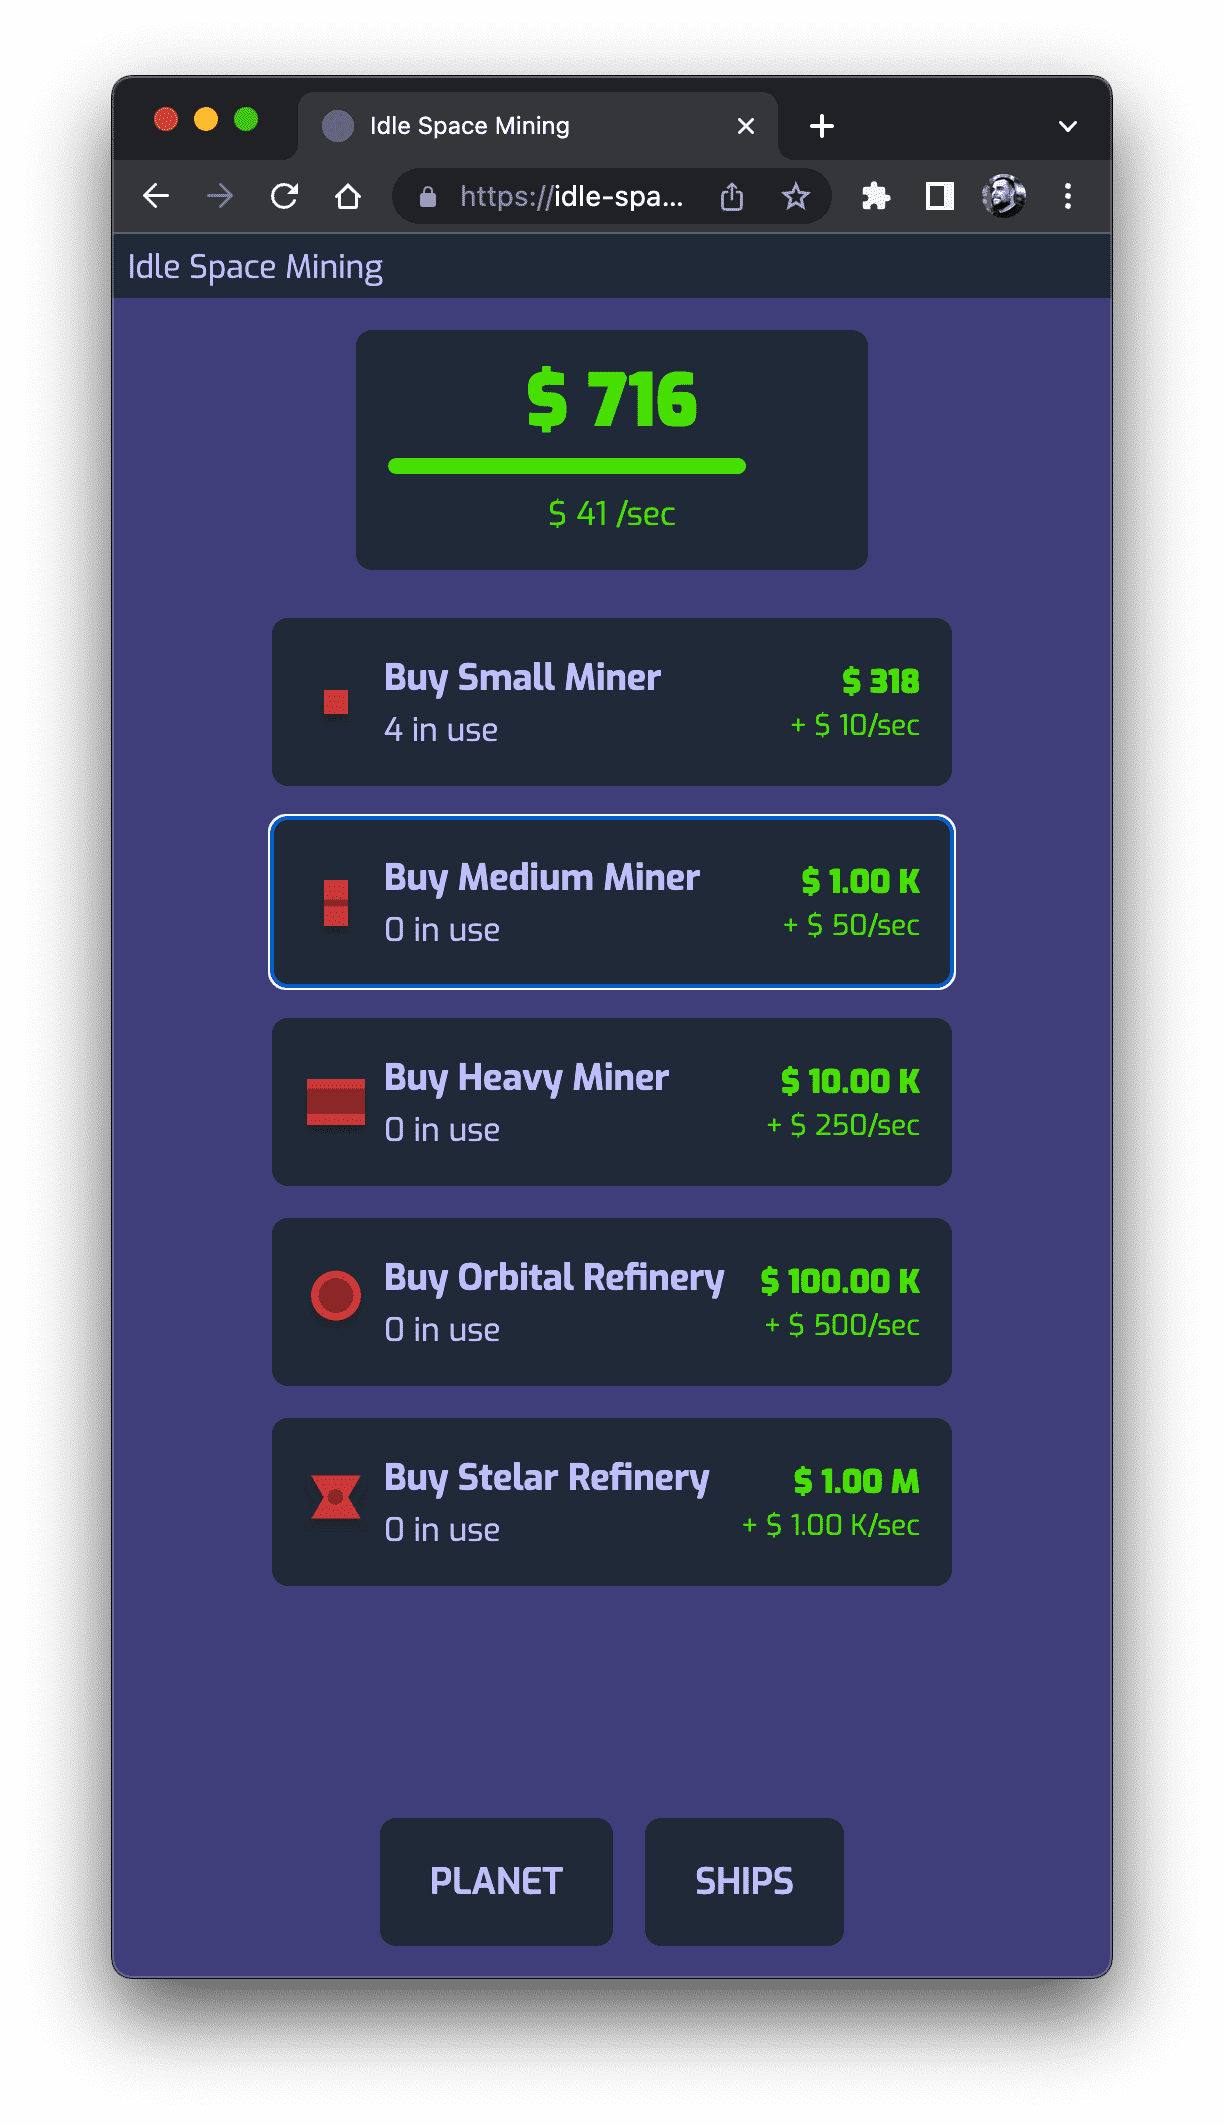 Idle Space Mining
https://idle-spa...
Idle Space Mining
$ 716
$ 41 /sec
Buy Small Miner
$ 318
4 in use
+ $ 10/sec
Buy Medium Miner
$ 1.00 K
0 in use
+ $ 50/sec
Buy Heavy Miner
$ 10.00 K
0 in use
+ $ 250/sec
Buy Orbital Refinery
$ 100.00 K
0 in use
+ $ 500/sec
Buy Stelar Refinery
$ 1.00 M
0 in use
+ $ 1.00 K/sec
PLANET
SHIPS